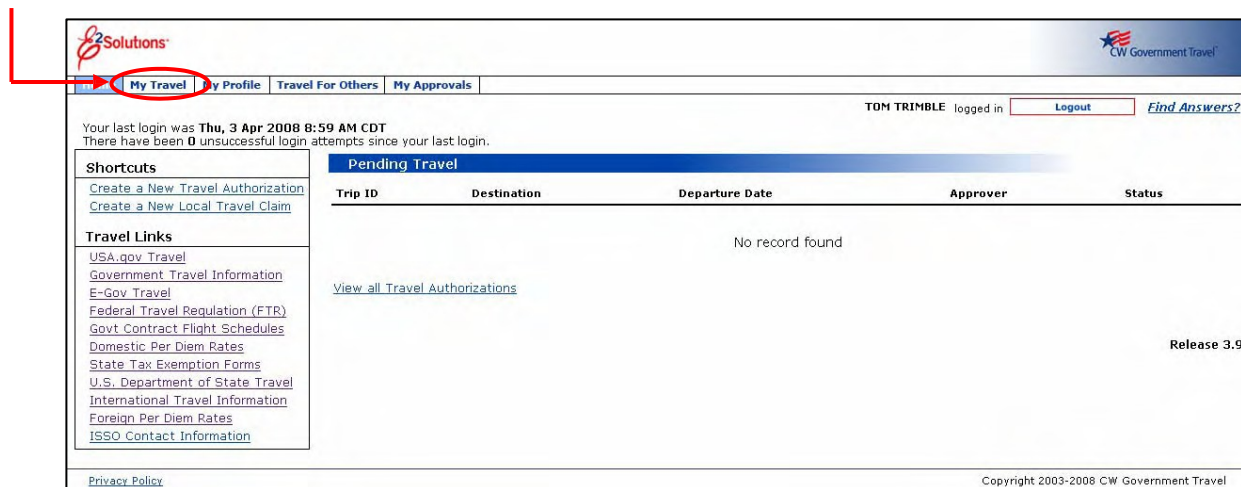 e2Solutions
CW Government Travel
My Travel My Profile Travel For Others My Approvals
TOM TRIMBLE logged in Logout Find Answers?
Your last login was Thu, 3 Apr 2008 8:59 AM CDT
There have been 0 unsuccessful login attempts since your last login.
Shortcuts
Create a New Travel Authorization
Create a New Local Travel Claim
Travel Links
USA.gov Travel
Government Travel Information
E-Gov Travel
Federal Travel Regulation (FTR)
Govt Contract Flight Schedules
Domestic Per Diem Rates
State Tax Exemption Forms
U.S. Department of State Travel
International Travel Information
Foreign Per Diem Rates
ISSO Contact Information
Pending Travel
Trip ID Destination Departure Date Approver Status
No record found
View all Travel Authorizations
Release 3.9
Privacy Policy
Copyright 2003-2008 CW Government Travel